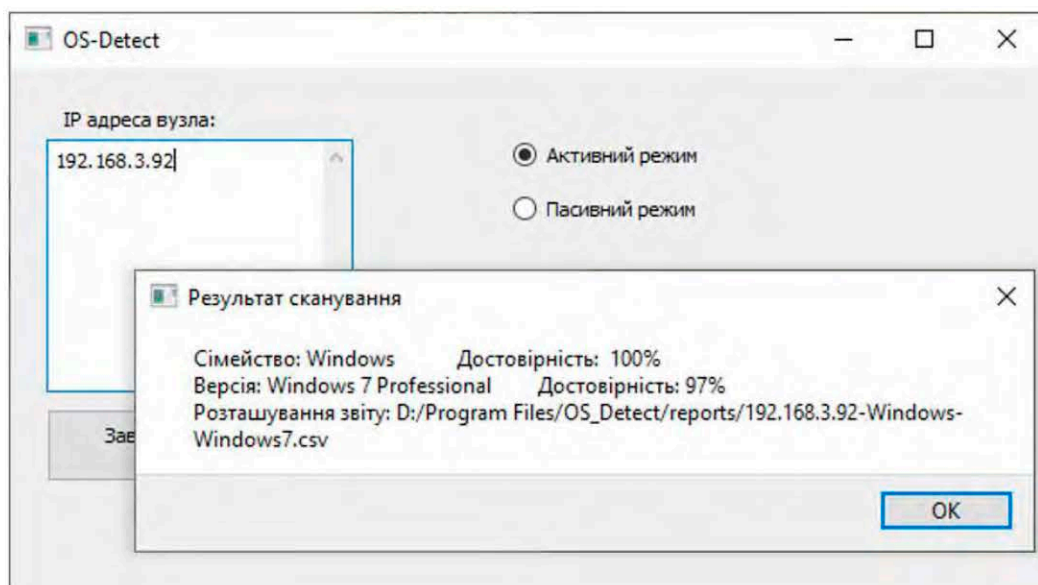 OS-Detect
IP адреса вузла:
192.168.3.92
Активний режим
Пасивний режим
Результат сканування
Сімейство: Windows Достовірність: 100%
Версія: Windows 7 Professional Достовірність: 97%
Розташування звіту: D:/Program Files/OS_Detect/reports/192.168.3.92-Windows-
Windows7.csv
Зав
OK